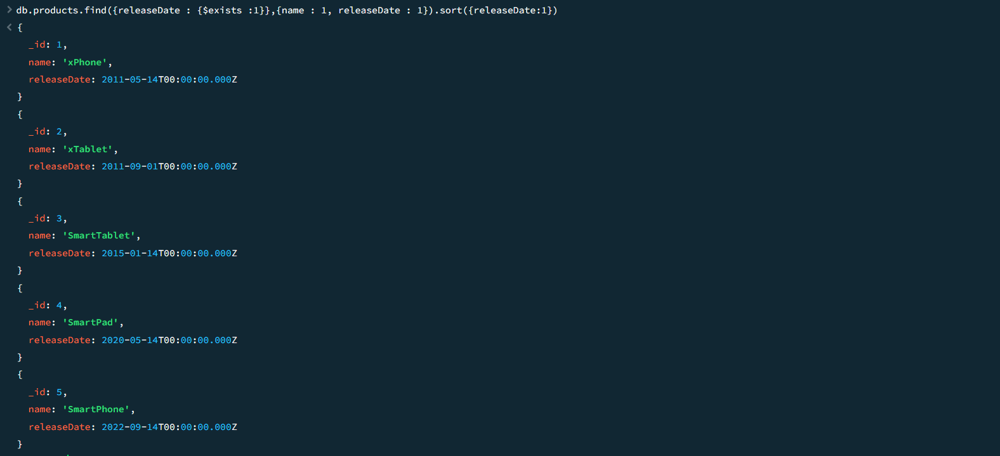 db.products.find({releaseDate : {$exists :1}},{name : 1, releaseDate : 1}).sort({releaseDate:1})
{
_id: 1,
name: 'xPhone',
releaseDate: 2011-05-14T00:00:00.000Z
}
{
_id: 2,
name: 'xTablet',
releaseDate: 2011-09-01T00:00:00.000Z
}
{
_id: 3,
name: 'SmartTablet',
releaseDate: 2015-01-14T00:00:00.000Z
}
{
_id: 4,
name: 'SmartPad',
releaseDate: 2020-05-14T00:00:00.000Z
}
{
_id: 5,
name: 'SmartPhone',
releaseDate: 2022-09-14T00:00:00.000Z
}